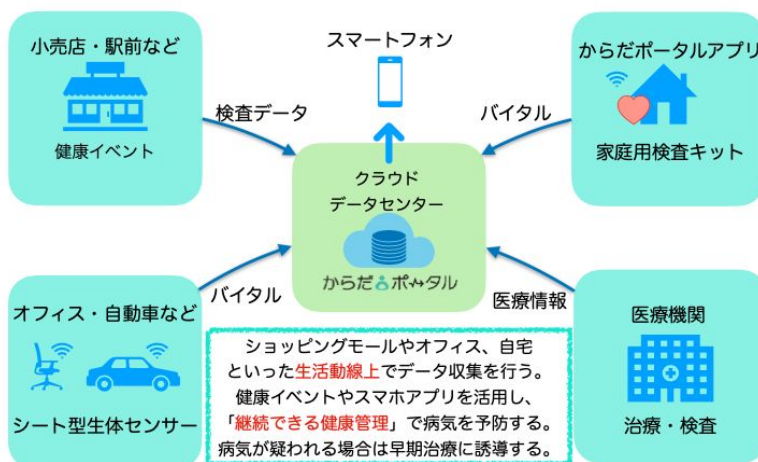 小売店・駅前など
健康イベント
検査データ
スマートフォン
からだポータルアプリ
バイタル
家庭用検査キット
クラウド
データセンター
からだポータル
オフィス・自動車など
シート型生体センサー
バイタル
医療情報
医療機関
治療・検査
ショッピングモールやオフィス、自宅
といった生活動線上でデータ収集を行う。
健康イベントやスマホアプリを活用し、
「継続できる健康管理」で病気を予防する。
病気が疑われる場合は早期治療に誘導する。